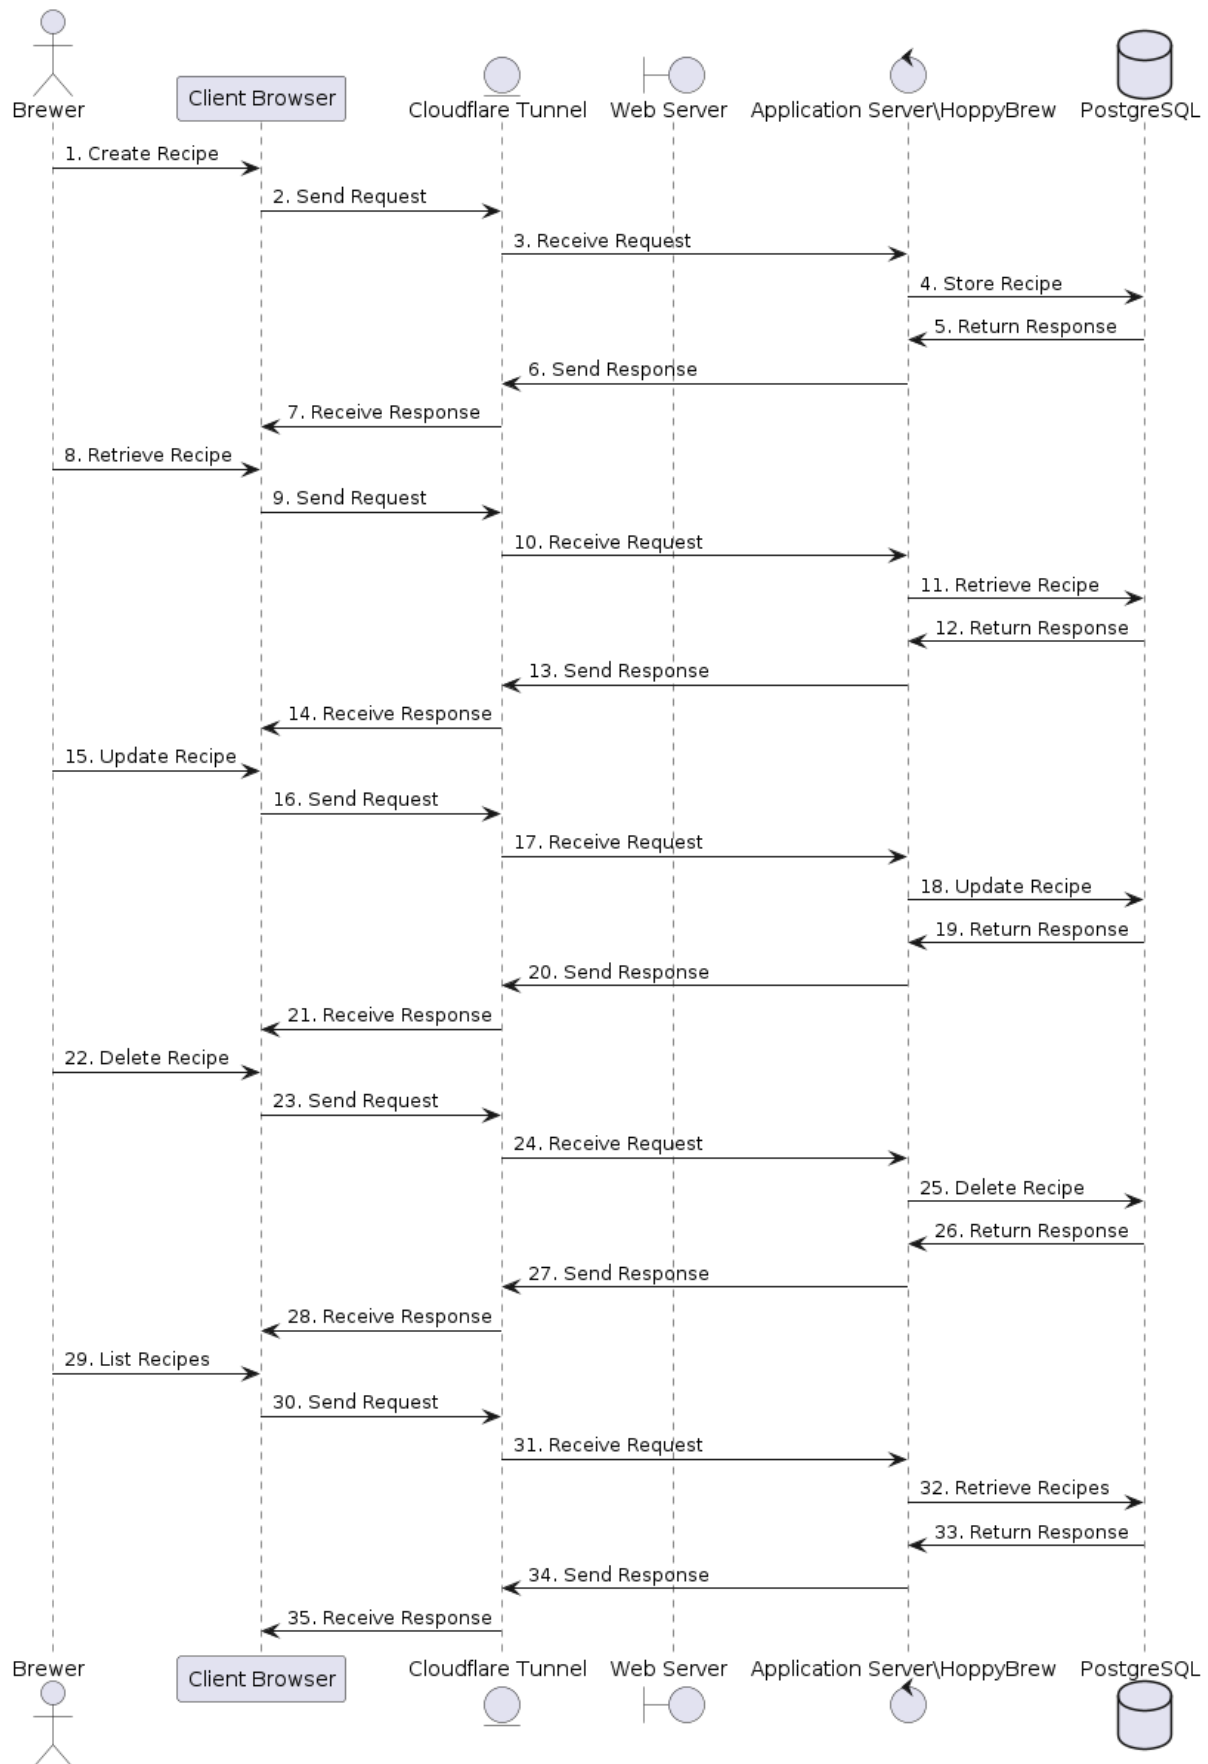 Brewer
Client Browser
Cloudflare Tunnel
Web Server
Application Server\HoppyBrew
PostgreSQL
1. Create Recipe
2. Send Request
3. Receive Request
4. Store Recipe
5. Return Response
6. Send Response
7. Receive Response
8. Retrieve Recipe
9. Send Request
10. Receive Request
11. Retrieve Recipe
12. Return Response
13. Send Response
14. Receive Response
15. Update Recipe
16. Send Request
17. Receive Request
18. Update Recipe
19. Return Response
20. Send Response
21. Receive Response
22. Delete Recipe
23. Send Request
24. Receive Request
25. Delete Recipe
26. Return Response
27. Send Response
28. Receive Response
29. List Recipes
30. Send Request
31. Receive Request
32. Retrieve Recipes
33. Return Response
34. Send Response
35. Receive Response
Brewer
Client Browser
Cloudflare Tunnel
Web Server
Application Server\HoppyBrew
PostgreSQL